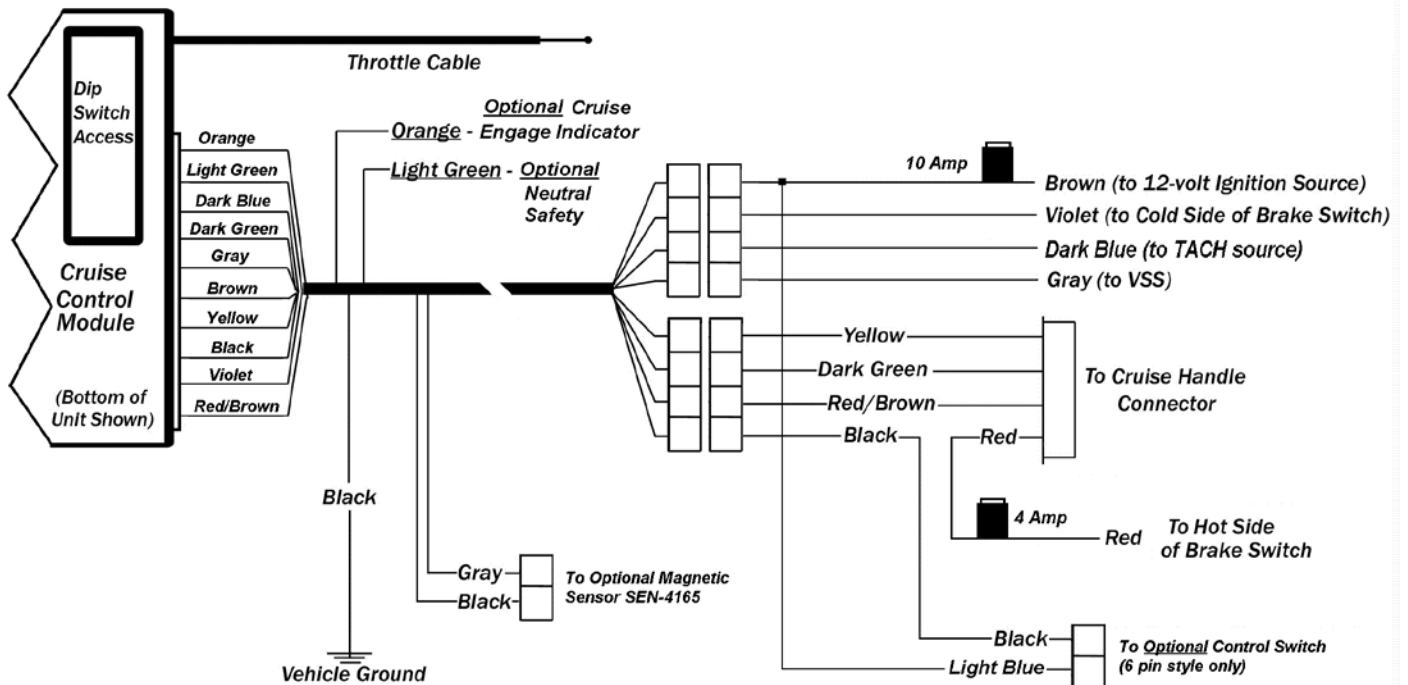 Throttle Cable
Dip
Switch
Access
Cruise
Control
Module
(Bottom of
Unit Shown)
Orange
Light Green
Dark Blue
Dark Green
Gray
Brown
Yellow
Black
Violet
Red/Brown
Optional Cruise
Orange - Engage Indicator
Light Green - Optional
Neutral
Safety
10 Amp
Brown (to 12-volt Ignition Source)
Violet (to Cold Side of Brake Switch)
Dark Blue (to TACH source)
Gray (to VSS)
Yellow
Dark Green
Red/Brown
Black
Red
To Cruise Handle
Connector
4 Amp
Red
To Hot Side
of Brake Switch
Black
Vehicle Ground
Gray
Black
To Optional Magnetic
Sensor SEN-4165
Black
Light Blue
To Optional Control Switch
(6 pin style only)